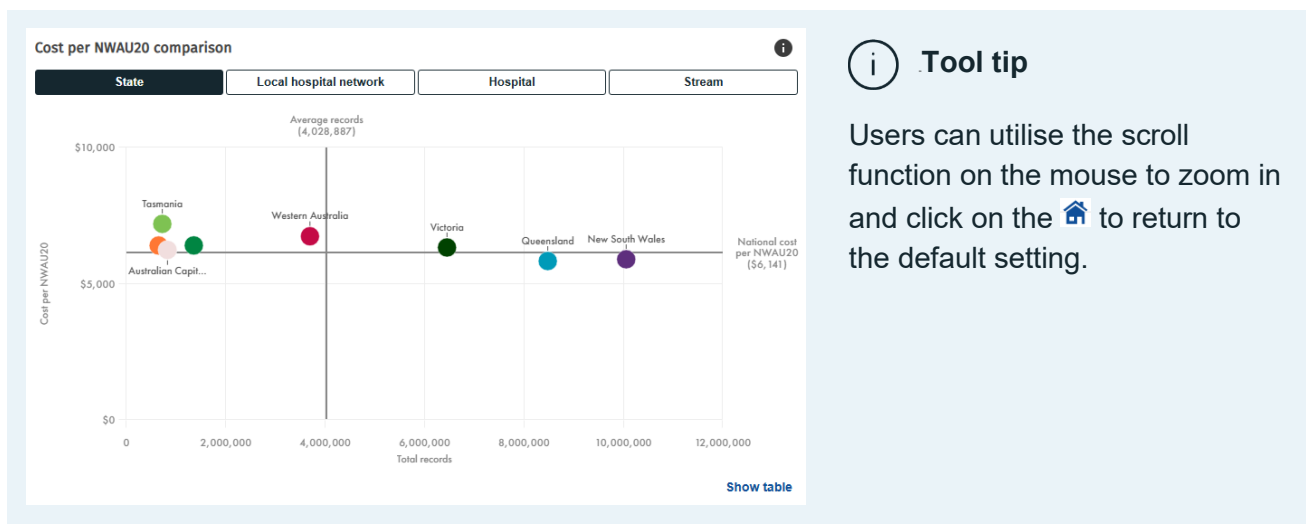 Cost per NWAU20 comparison
i
State
Local hospital network
Hospital
Stream
Average records
(4,028,887)
$10,000
Tasmania
Western Australia
Victoria
Queensland
New South Wales
National cost
per NWAU20
($6,141)
Australian Capit...
Cost per NWAU20
$5,000
$0
0
2,000,000
4,000,000
6,000,000
8,000,000
10,000,000
12,000,000
Total records
Show table
i
.Tool tip
Users can utilise the scroll
function on the mouse to zoom in
and click on the to return to
the default setting.